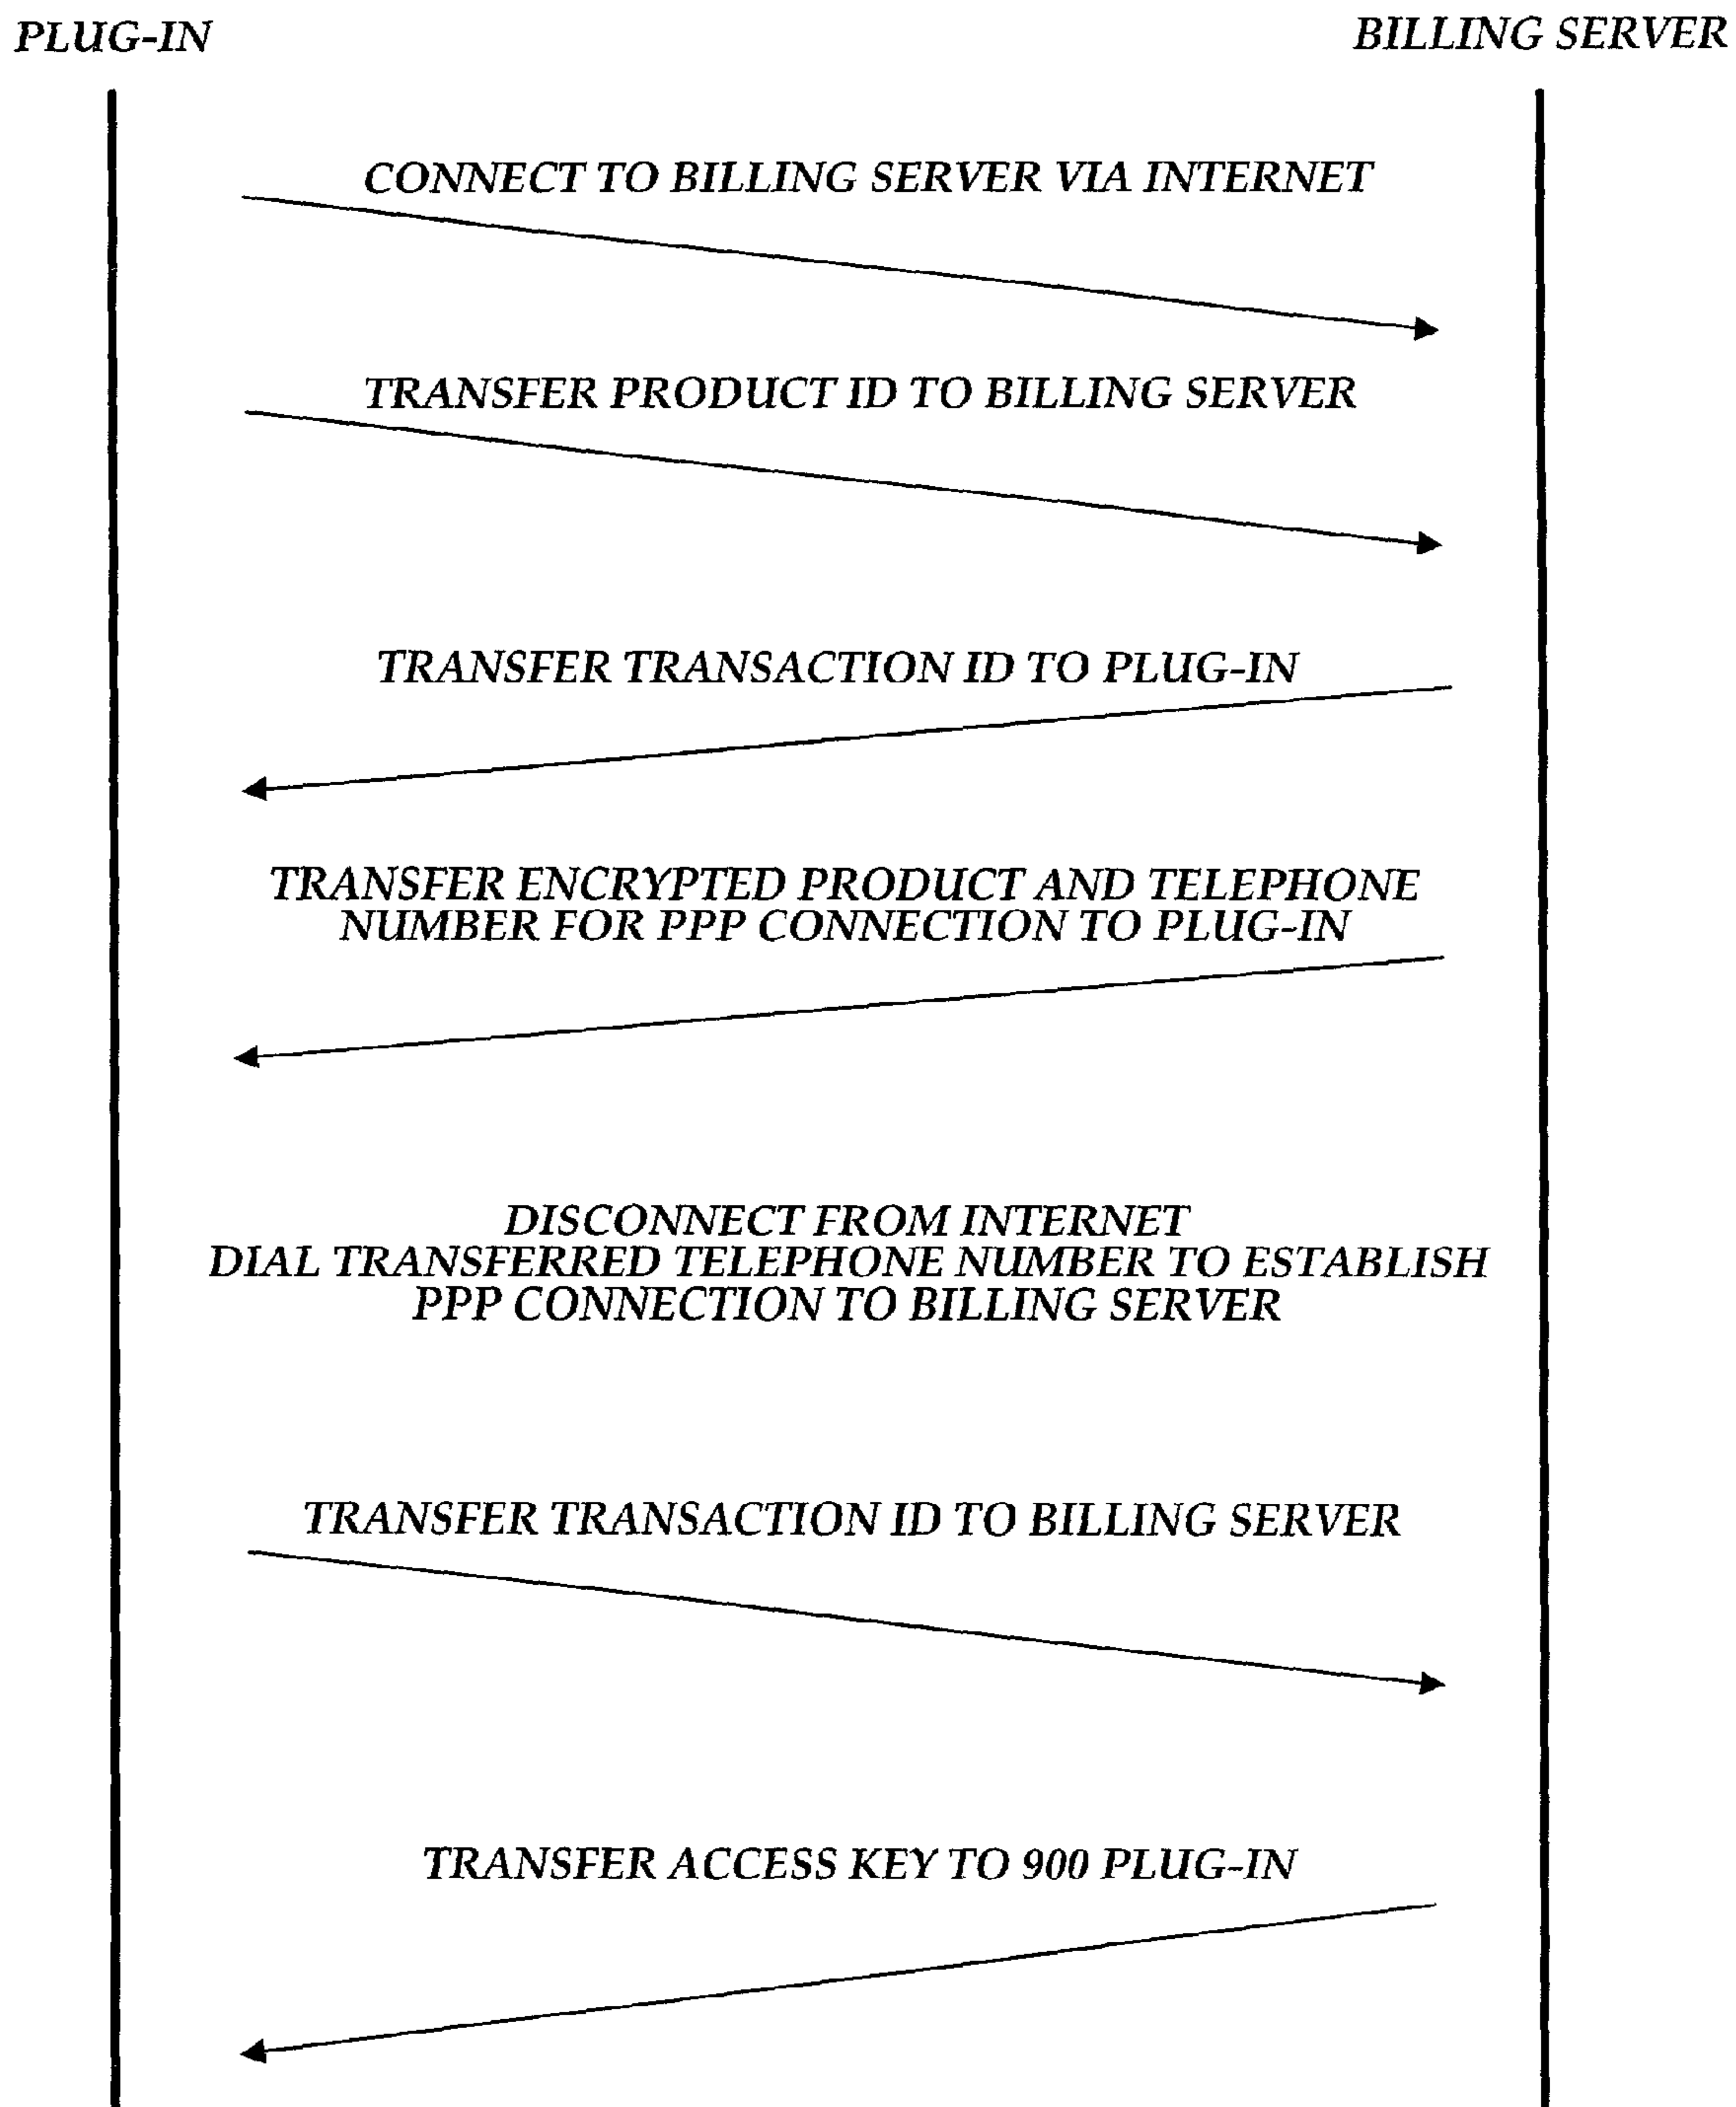 PLUG-IN
BILLING SERVER
CONNECT TO BILLING SERVER VIA INTERNET
TRANSFER PRODUCT ID TO BILLING SERVER
TRANSFER TRANSACTION ID TO PLUG-IN
TRANSFER ENCRYPTED PRODUCT AND TELEPHONE
NUMBER FOR PPP CONNECTION TO PLUG-IN
DISCONNECT FROM INTERNET
DIAL TRANSFERRED TELEPHONE NUMBER TO ESTABLISH
PPP CONNECTION TO BILLING SERVER
TRANSFER TRANSACTION ID TO BILLING SERVER
TRANSFER ACCESS KEY TO 900 PLUG-IN